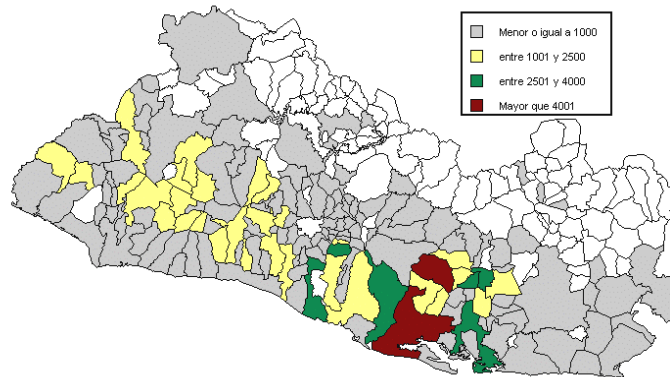 Menor o igual a 1000
entre 1001 y 2500
entre 2501 y 4000
Mayor que 4001